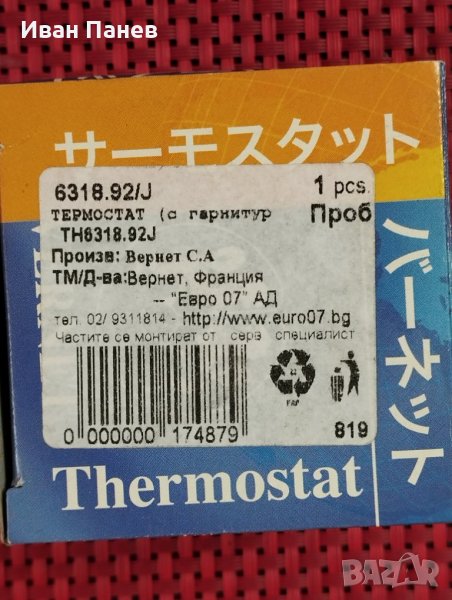 Иван Панев
サーモスタット
6318.92/J 1 pcs.
ТЕРМОСТАТ (с гарнитур Проб
TH6318.92J
Произв: Вернет С.А
ТМ/Д-ва:Вернет, Франция
-- "Евро 07" АД
тел. 02/ 9311814 - http://www.euro07.bg
Частите се монтират от серв специалист
0 000000 174879
PAP
819
Thermostat
バーネット
BAZAR